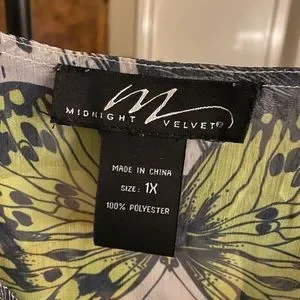 MIDNIGHT VELVET®
MADE IN CHINA
SIZE: 1X
100% POLYESTER